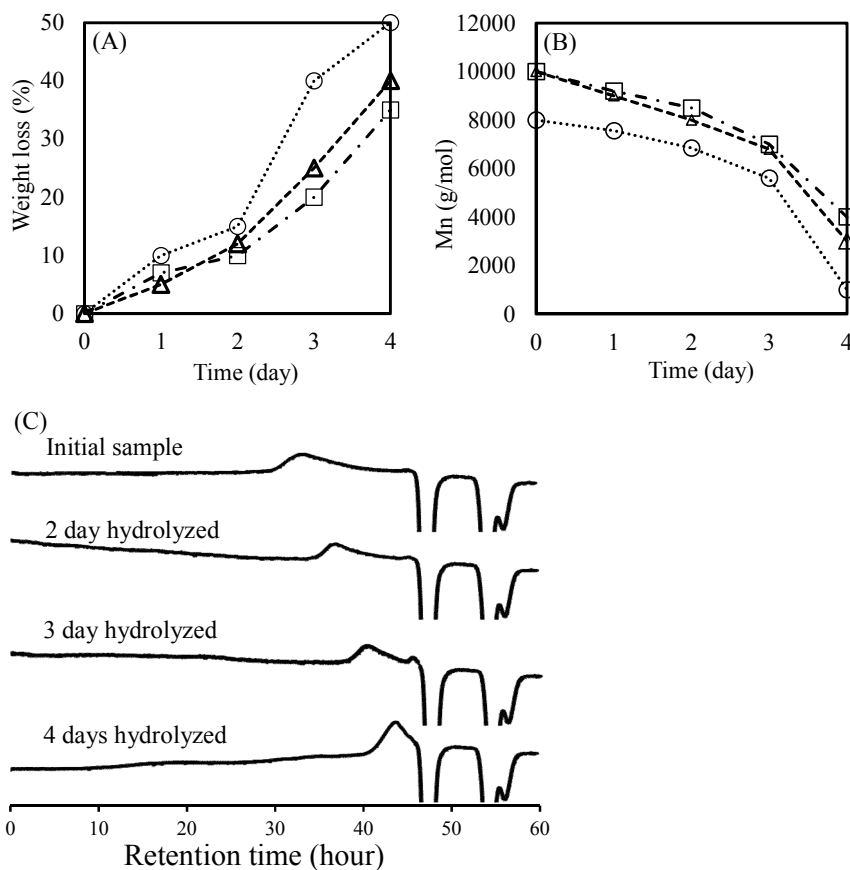 (A)
Weight loss (%)
50
40
30
20
10
0
0 1 2 3 4
Time (day)
(B)
Mn (g/mol)
12000
10000
8000
6000
4000
2000
0
0 1 2 3 4
Time (day)
(C)
Initial sample
2 day hydrolyzed
3 day hydrolyzed
4 days hydrolyzed
0 10 20 30 40 50 60
Retention time (hour)